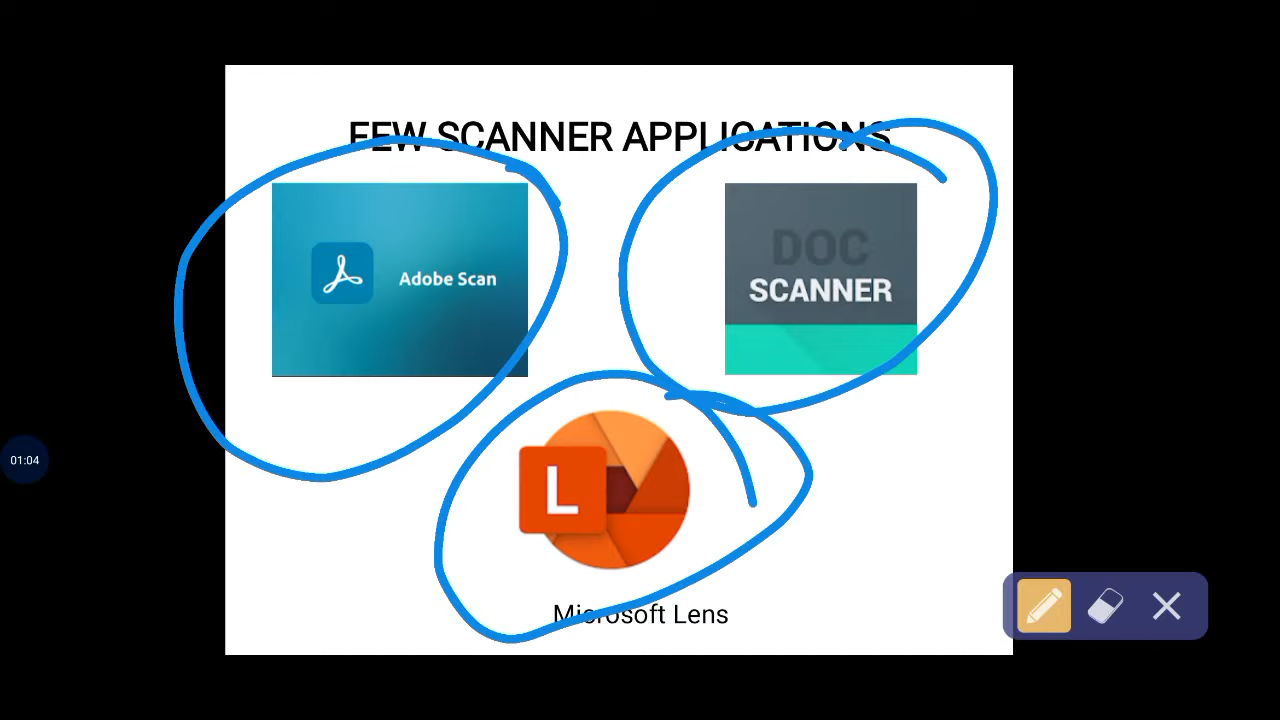 FEW SCANNER APPLICATIONS
Adobe Scan
DOC
SCANNER
L
Microsoft Lens
01:04